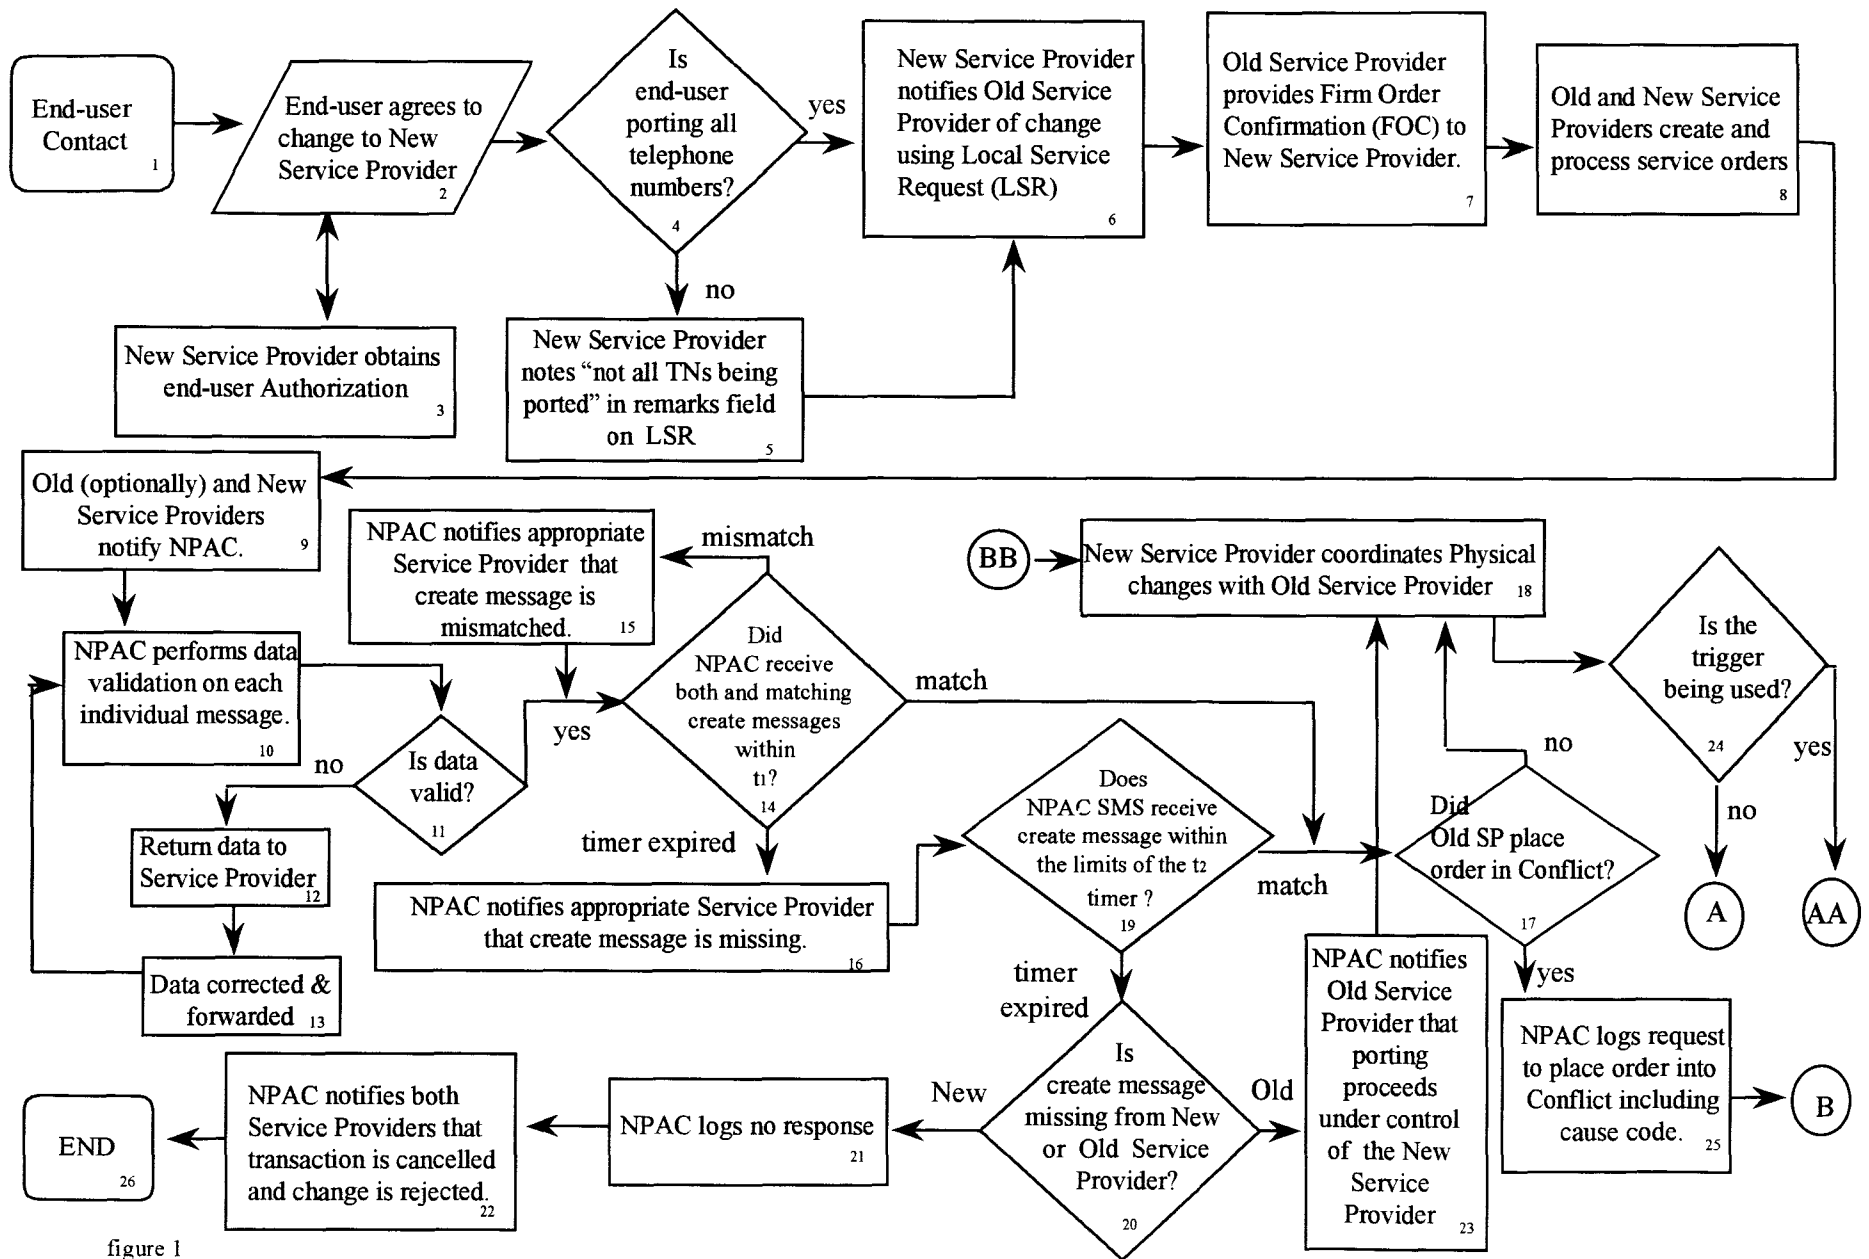 End-user
Contact
1
End-user agrees to
change to New
Service Provider
2
New Service Provider obtains
end-user Authorization
3
Is
end-user
porting all
telephone
numbers?
4
yes
no
New Service Provider
notes “not all TNs being
ported” in remarks field
on LSR
5
New Service Provider
notifies Old Service
Provider of change
using Local Service
Request (LSR)
6
Old Service Provider
provides Firm Order
Confirmation (FOC) to
New Service Provider.
7
Old and New Service
Providers create and
process service orders
8
Old (optionally) and New
Service Providers
notify NPAC.
9
NPAC performs data
validation on each
individual message.
10
Is data
valid?
11
no
yes
Return data to
Service Provider
12
Data corrected &
forwarded
13
NPAC notifies appropriate
Service Provider that
create message is
mismatched.
15
mismatch
Did
NPAC receive
both and matching
create messages
within
t1?
14
match
timer expired
NPAC notifies appropriate Service Provider
that create message is missing.
16
BB
New Service Provider coordinates Physical
changes with Old Service Provider
18
Does
NPAC SMS receive
create message within
the limits of the t2
timer ?
19
match
timer
expired
Did
Old SP place
order in Conflict?
17
no
yes
Is the
trigger
being used?
24
no
yes
A
AA
Is
create message
missing from New
or Old Service
Provider?
20
New
Old
NPAC logs no response
21
NPAC notifies both
Service Providers that
transaction is cancelled
and change is rejected.
22
END
26
NPAC notifies
Old Service
Provider that
porting
proceeds
under control
of the New
Service
Provider
23
NPAC logs request
to place order into
Conflict including
cause code.
25
B
figure 1